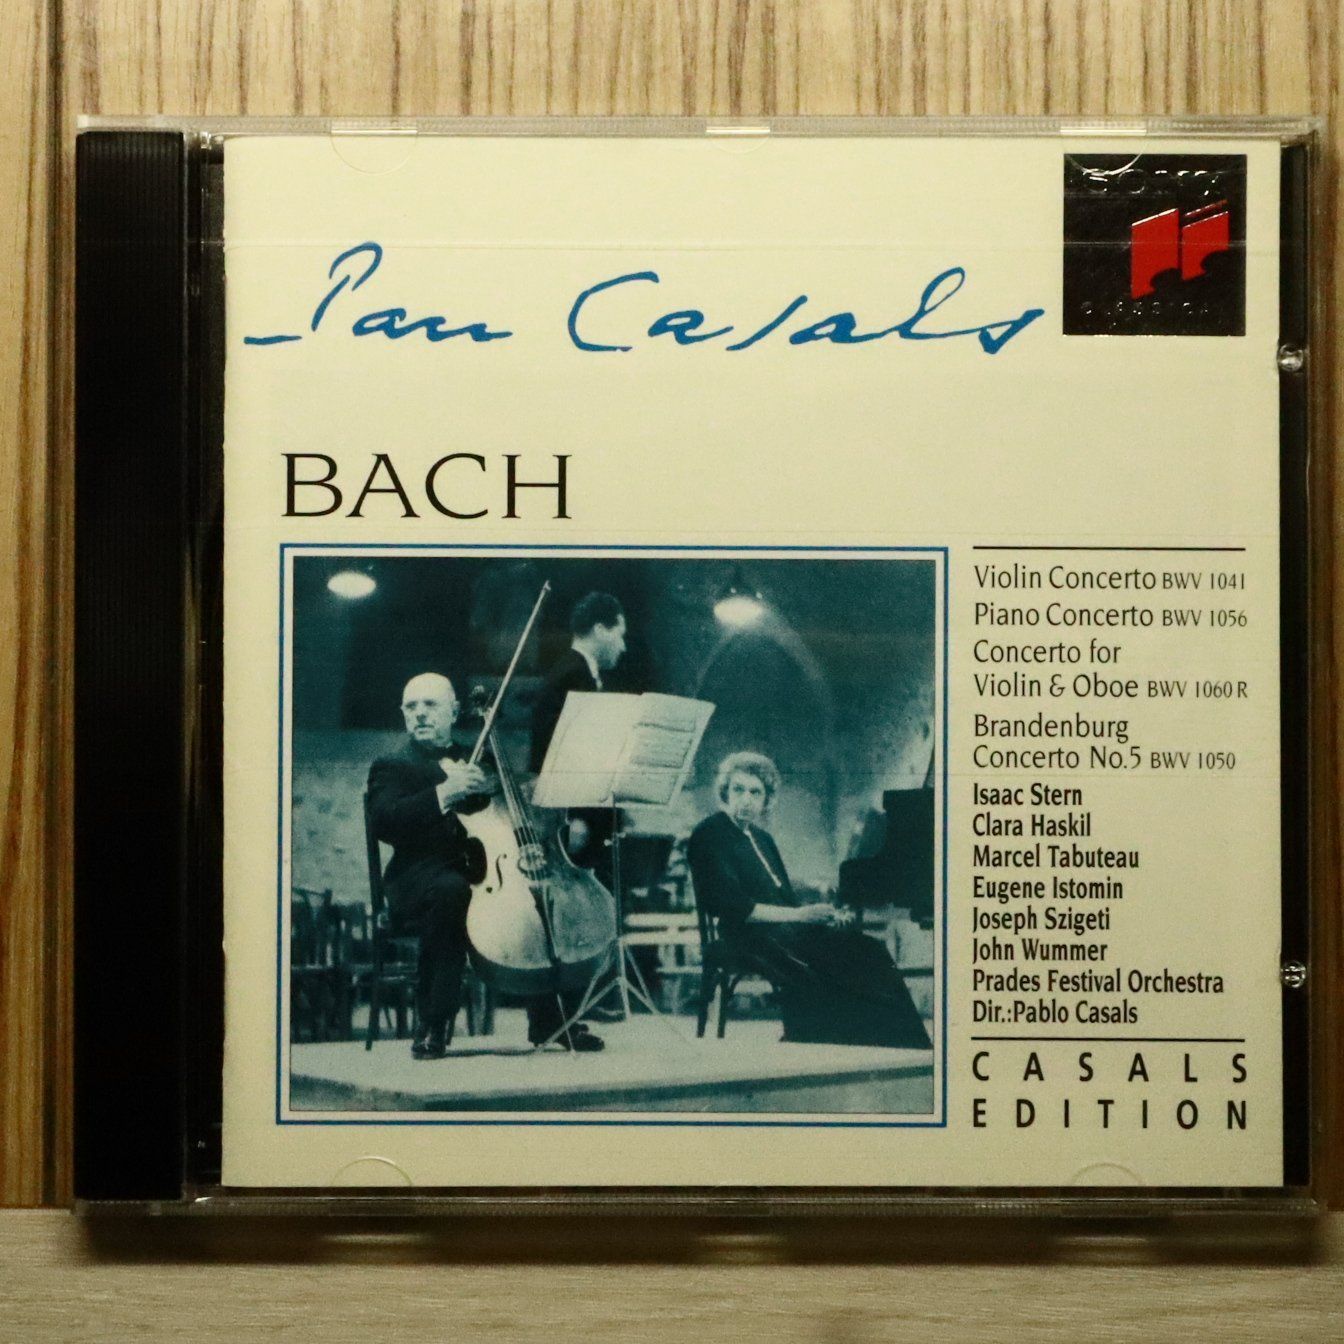 Pau Casals
SONY
CLASSICAL
BACH
Violin Concerto BWV 1041
Piano Concerto BWV 1056
Concerto for
Violin & Oboe BWV 1060 R
Brandenburg
Concerto No.5 BWV 1050
Isaac Stern
Clara Haskil
Marcel Tabuteau
Eugene Istomin
Joseph Szigeti
John Wummer
Prades Festival Orchestra
Dir.:Pablo Casals
CASALS
EDITION